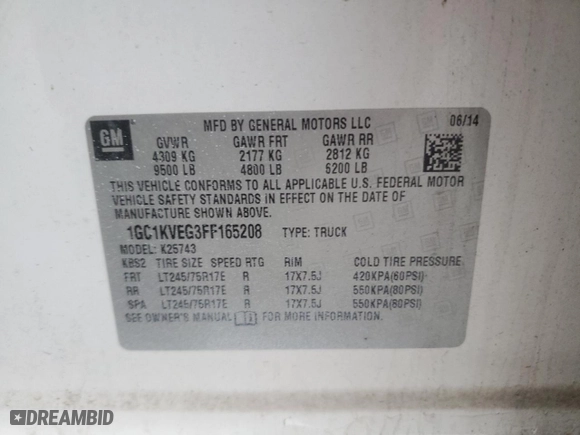 GM
MFD BY GENERAL MOTORS LLC 06/14
GVWR GAWR FRT GAWR RR
4309 KG 2177 KG 2812 KG
9500 LB 4800 LB 6200 LB
THIS VEHICLE CONFORMS TO ALL APPLICABLE U.S. FEDERAL MOTOR
VEHICLE SAFETY STANDARDS IN EFFECT ON THE DATE OF
MANUFACTURE SHOWN ABOVE.
1GC1KVEG3FF165208 TYPE: TRUCK
MODEL: K25743
KBS2 TIRE SIZE SPEED RTG RIM COLD TIRE PRESSURE
FRT LT245/75R17E R 17X7.5J 420KPA(60PSI)
RR LT245/75R17E R 17X7.5J 550KPA(80PSI)
SPA LT245/75R17E R 17X7.5J 550KPA(80PSI)
SEE OWNER'S MANUAL FOR MORE INFORMATION.
DREAMBID